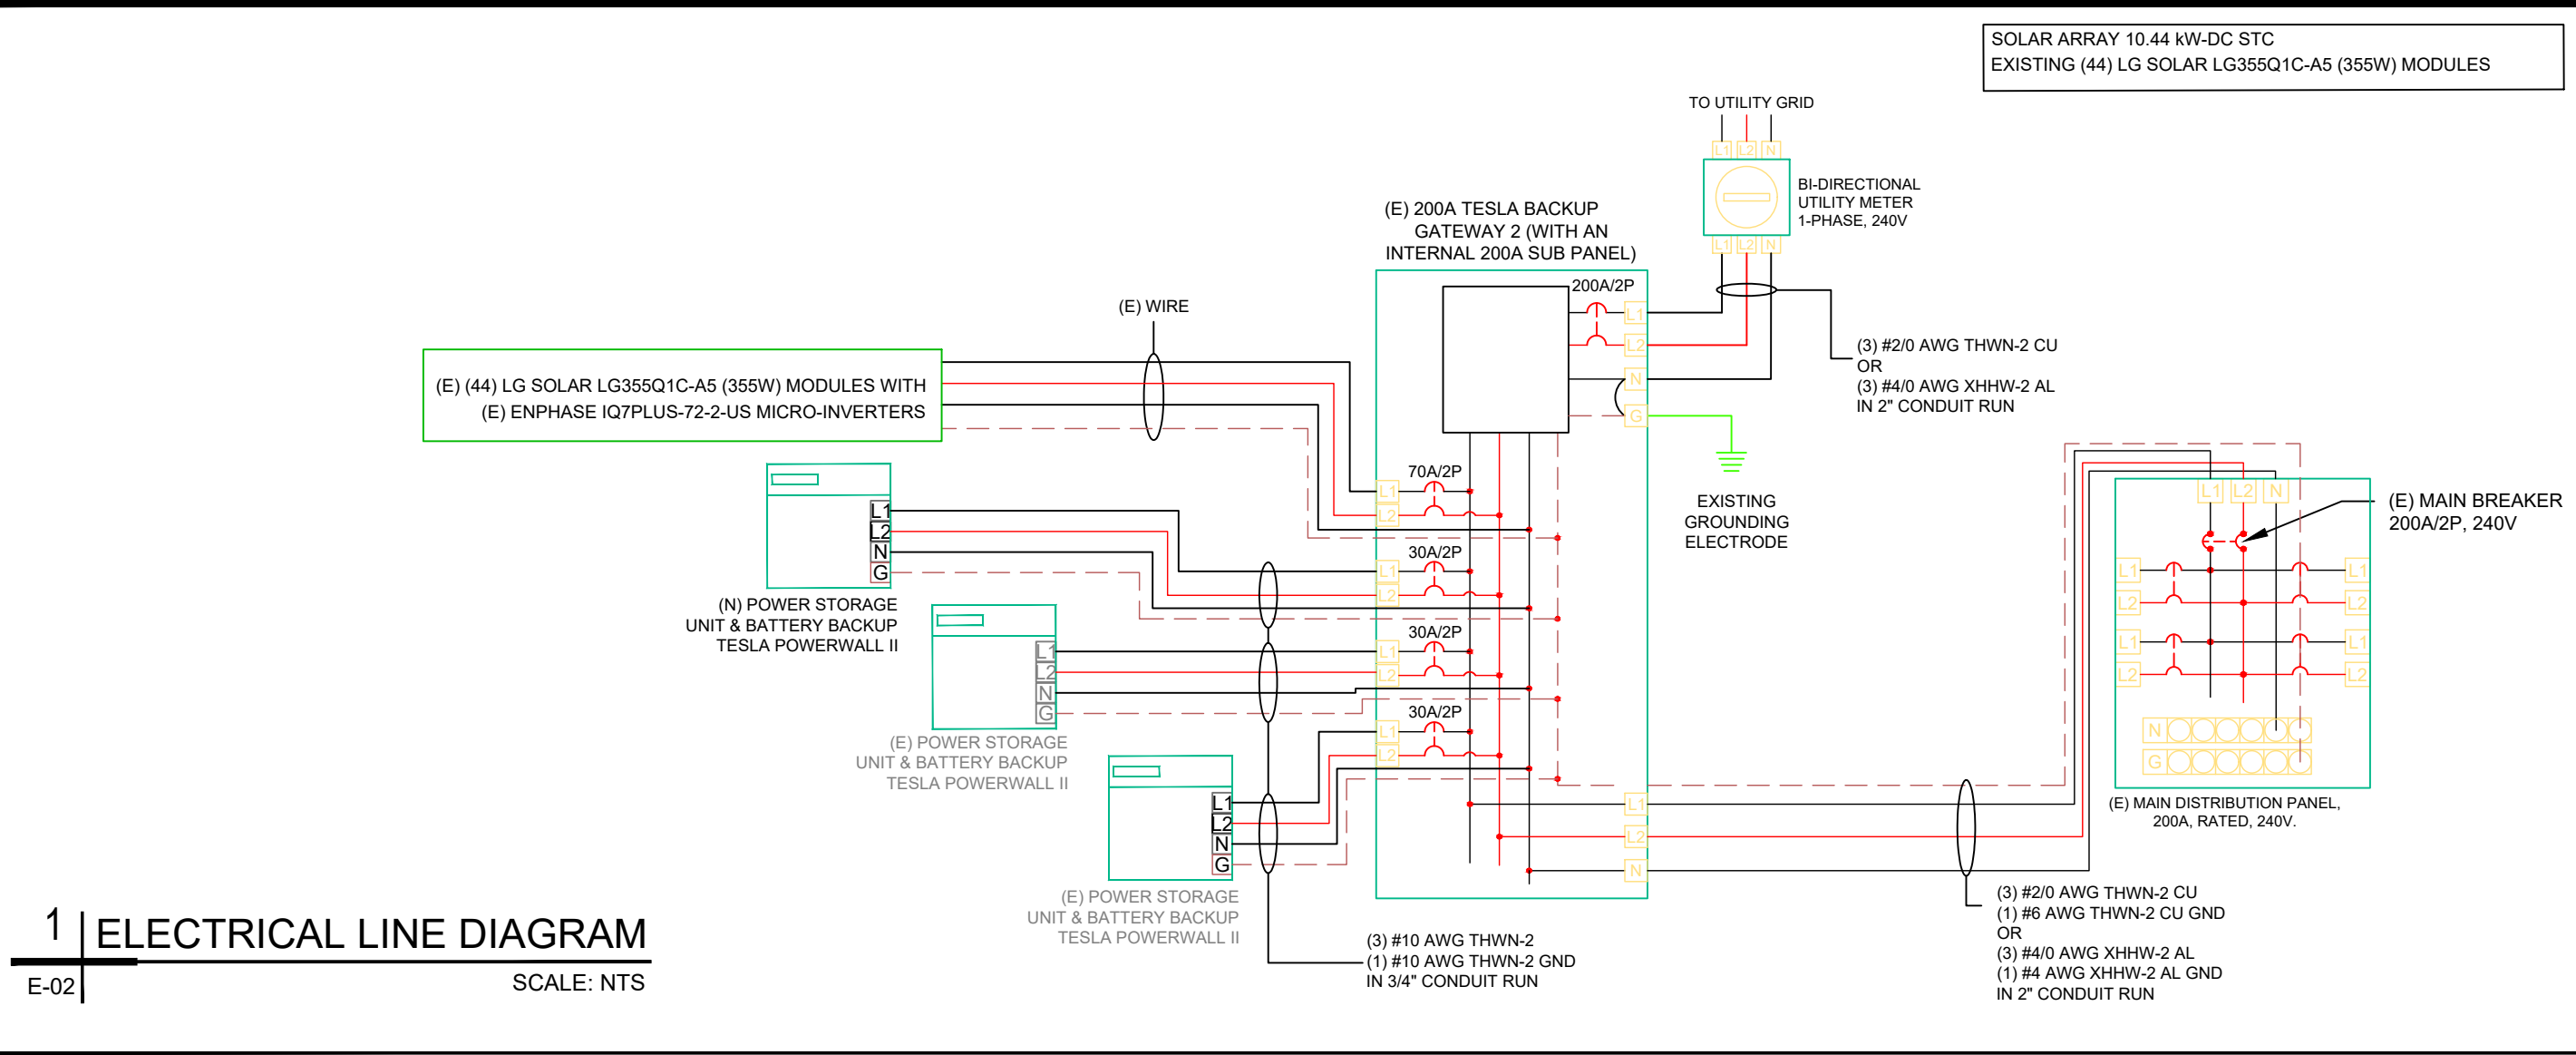 SOLAR ARRAY 10.44 kW-DC STC
EXISTING (44) LG SOLAR LG355Q1C-A5 (355W) MODULES
TO UTILITY GRID
L1 L2 N
BI-DIRECTIONAL
UTILITY METER
1-PHASE, 240V
L1 L2 N
(E) 200A TESLA BACKUP
GATEWAY 2 (WITH AN
INTERNAL 200A SUB PANEL)
200A/2P
L1
L2
N
G
(3) #2/0 AWG THWN-2 CU
OR
(3) #4/0 AWG XHHW-2 AL
IN 2" CONDUIT RUN
EXISTING
GROUNDING
ELECTRODE
(E) WIRE
(E) (44) LG SOLAR LG355Q1C-A5 (355W) MODULES WITH
(E) ENPHASE IQ7PLUS-72-2-US MICRO-INVERTERS
70A/2P
L1
L2
30A/2P
L1
L2
30A/2P
L1
L2
30A/2P
L1
L2
L1
L2
N
L1
L2
N
G
(N) POWER STORAGE
UNIT & BATTERY BACKUP
TESLA POWERWALL II
L1
L2
N
G
(E) POWER STORAGE
UNIT & BATTERY BACKUP
TESLA POWERWALL II
L1
L2
N
G
(E) POWER STORAGE
UNIT & BATTERY BACKUP
TESLA POWERWALL II
(3) #10 AWG THWN-2
(1) #10 AWG THWN-2 GND
IN 3/4" CONDUIT RUN
L1 L2 N
(E) MAIN BREAKER
200A/2P, 240V
L1 L1
L2 L2
L1 L1
L2 L2
N
G
(E) MAIN DISTRIBUTION PANEL,
200A, RATED, 240V.
(3) #2/0 AWG THWN-2 CU
(1) #6 AWG THWN-2 CU GND
OR
(3) #4/0 AWG XHHW-2 AL
(1) #4 AWG XHHW-2 AL GND
IN 2" CONDUIT RUN
1 ELECTRICAL LINE DIAGRAM
E-02 SCALE: NTS